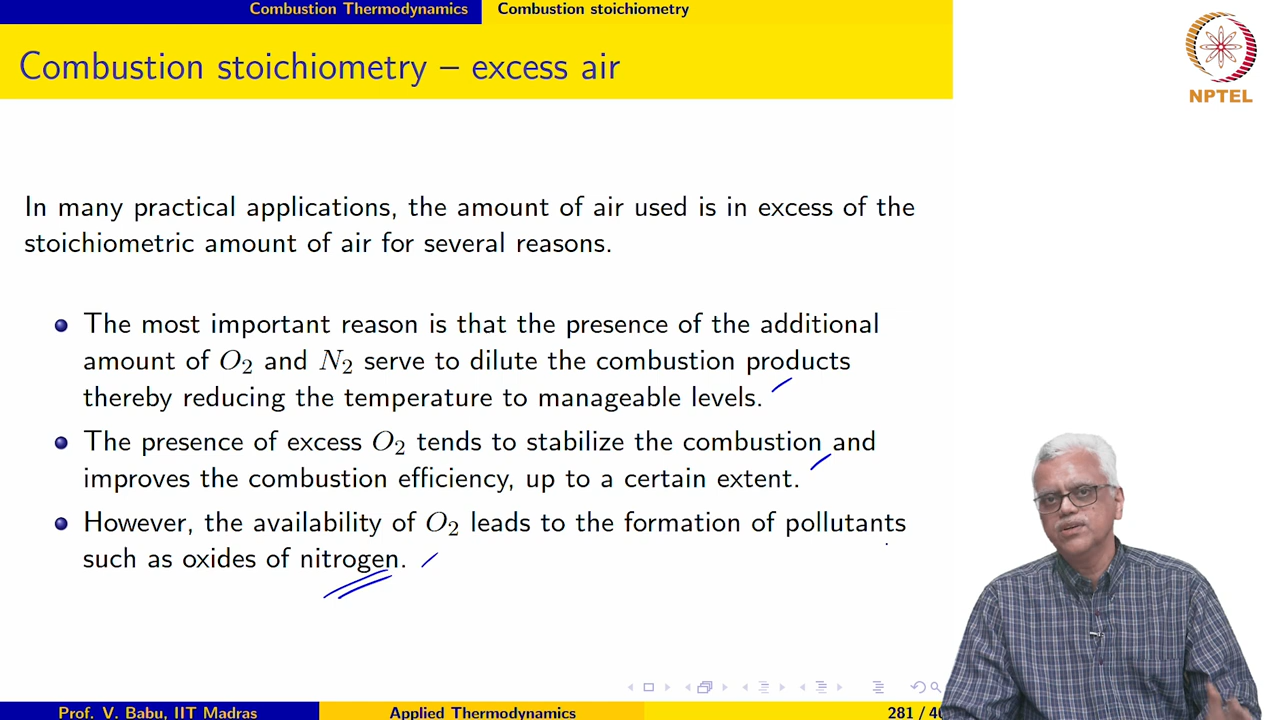 Combustion Thermodynamics Combustion stoichiometry
Combustion stoichiometry – excess air
NPTEL
In many practical applications, the amount of air used is in excess of the
stoichiometric amount of air for several reasons.
The most important reason is that the presence of the additional
amount of O₂ and N₂ serve to dilute the combustion products
thereby reducing the temperature to manageable levels.
The presence of excess O₂ tends to stabilize the combustion and
improves the combustion efficiency, up to a certain extent.
However, the availability of O₂ leads to the formation of pollutants
such as oxides of nitrogen.
Prof. V. Babu, IIT Madras Applied Thermodynamics 281 /